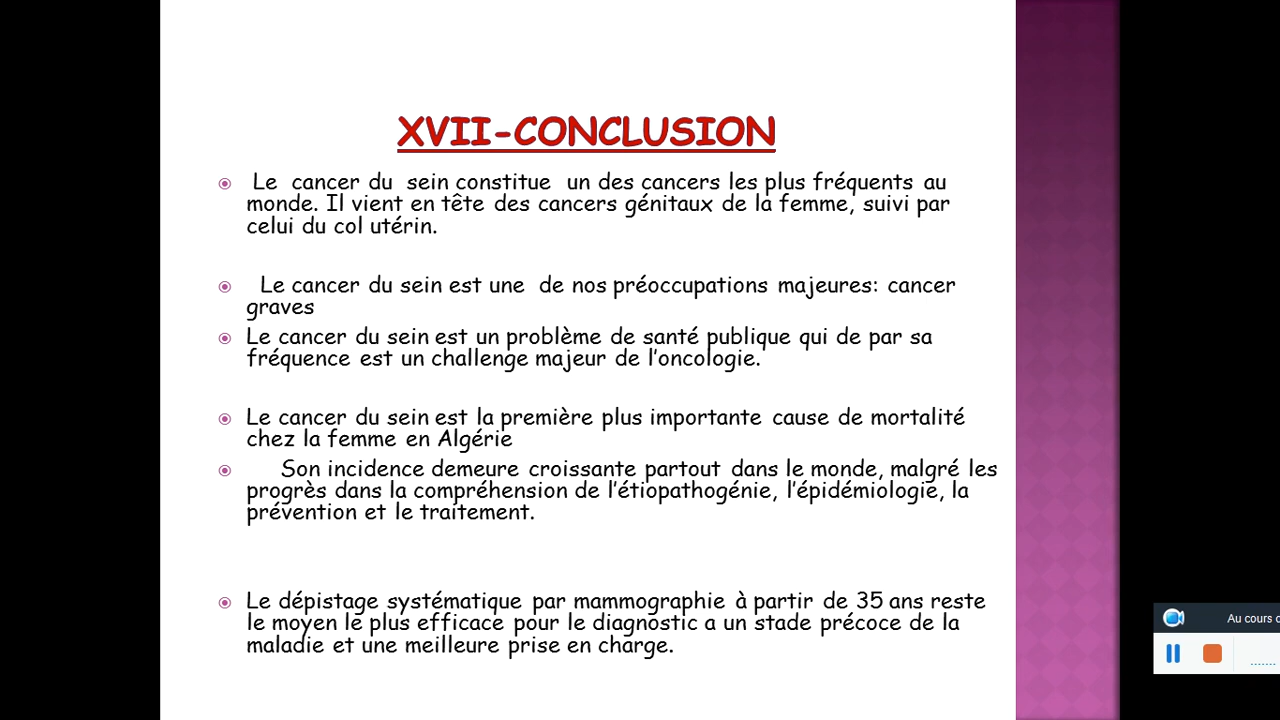 XVII-CONCLUSION
Le cancer du sein constitue un des cancers les plus fréquents au
monde. Il vient en tête des cancers génitaux de la femme, suivi par
celui du col utérin.
Le cancer du sein est une de nos préoccupations majeures: cancer
graves
Le cancer du sein est un problème de santé publique qui de par sa
fréquence est un challenge majeur de l’oncologie.
Le cancer du sein est la première plus importante cause de mortalité
chez la femme en Algérie
Son incidence demeure croissante partout dans le monde, malgré les
progrès dans la compréhension de l’étiopathogénie, l’épidémiologie, la
prévention et le traitement.
Le dépistage systématique par mammographie à partir de 35 ans reste
le moyen le plus efficace pour le diagnostic a un stade précoce de la
maladie et une meilleure prise en charge.
Au cours